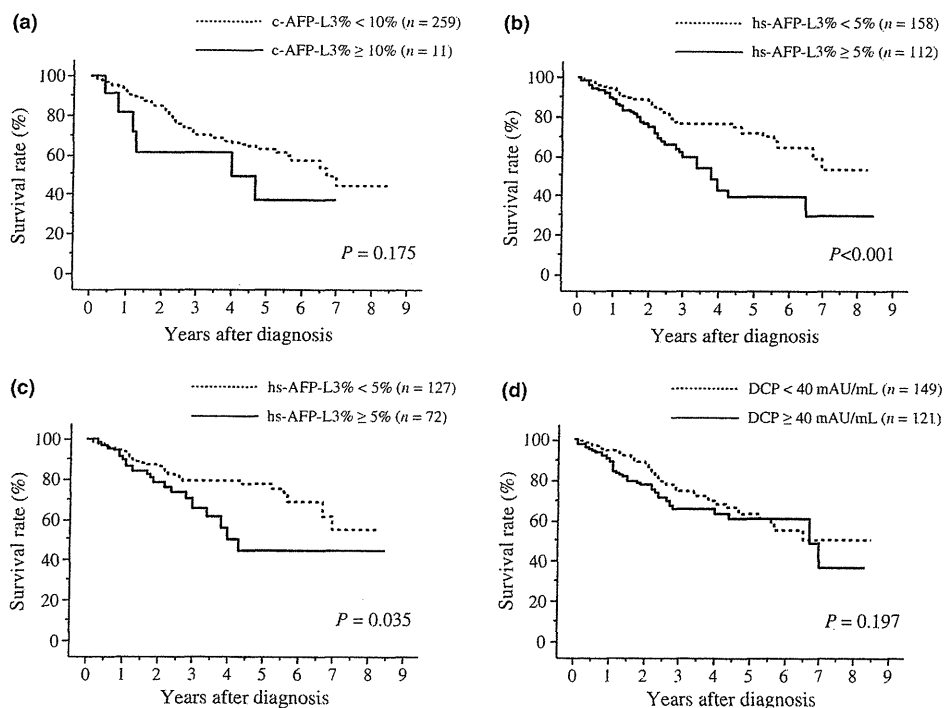 (a)
c-AFP-L3% < 10% (n = 259)
c-AFP-L3% ≥ 10% (n = 11)
Survival rate (%)
100
80
60
40
20
0
P = 0.175
0 1 2 3 4 5 6 7 8 9
Years after diagnosis
(b)
hs-AFP-L3% < 5% (n = 158)
hs-AFP-L3% ≥ 5% (n = 112)
Survival rate (%)
100
80
60
40
20
0
P<0.001
0 1 2 3 4 5 6 7 8 9
Years after diagnosis
(c)
hs-AFP-L3% < 5% (n = 127)
hs-AFP-L3% ≥ 5% (n = 72)
Survival rate (%)
100
80
60
40
20
0
P = 0.035
0 1 2 3 4 5 6 7 8 9
Years after diagnosis
(d)
DCP < 40 mAU/mL (n = 149)
DCP ≥ 40 mAU/mL (n = 121)
Survival rate (%)
100
80
60
40
20
0
P = 0.197
0 1 2 3 4 5 6 7 8 9
Years after diagnosis